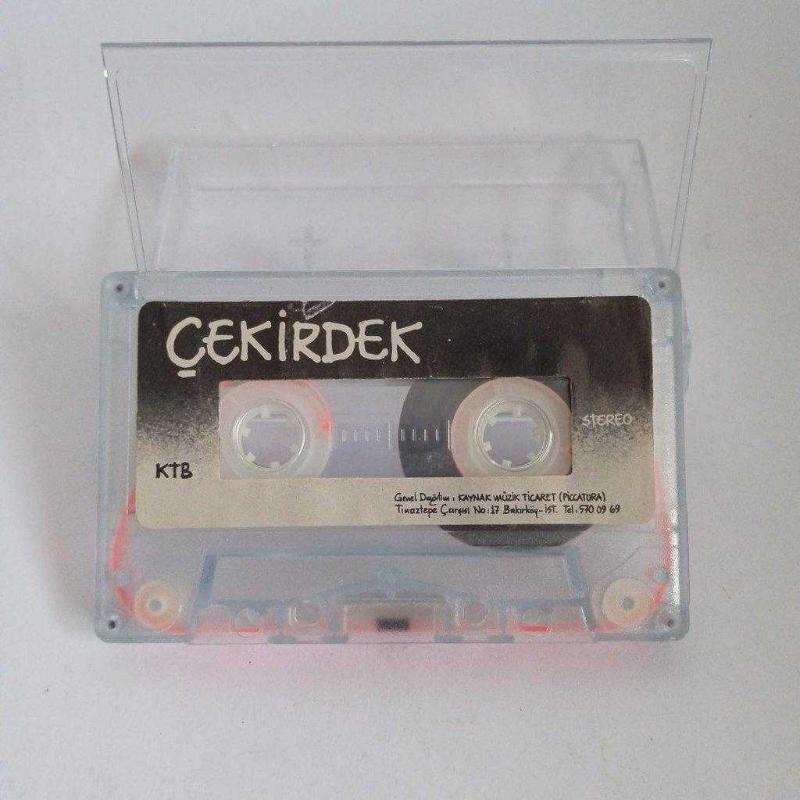 ÇEKİRDEK
STEREO
KTB
Genel Dağıtım : KAYNAK MÜZİK TİCARET (PİCCATURA)
Tınaztepe Çarşısı No : 17 Bakırköy-İST. Tel : 570 09 69